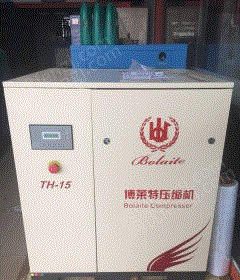 Bolaite
TH-15
博莱特压缩机
Bolaite Compressor